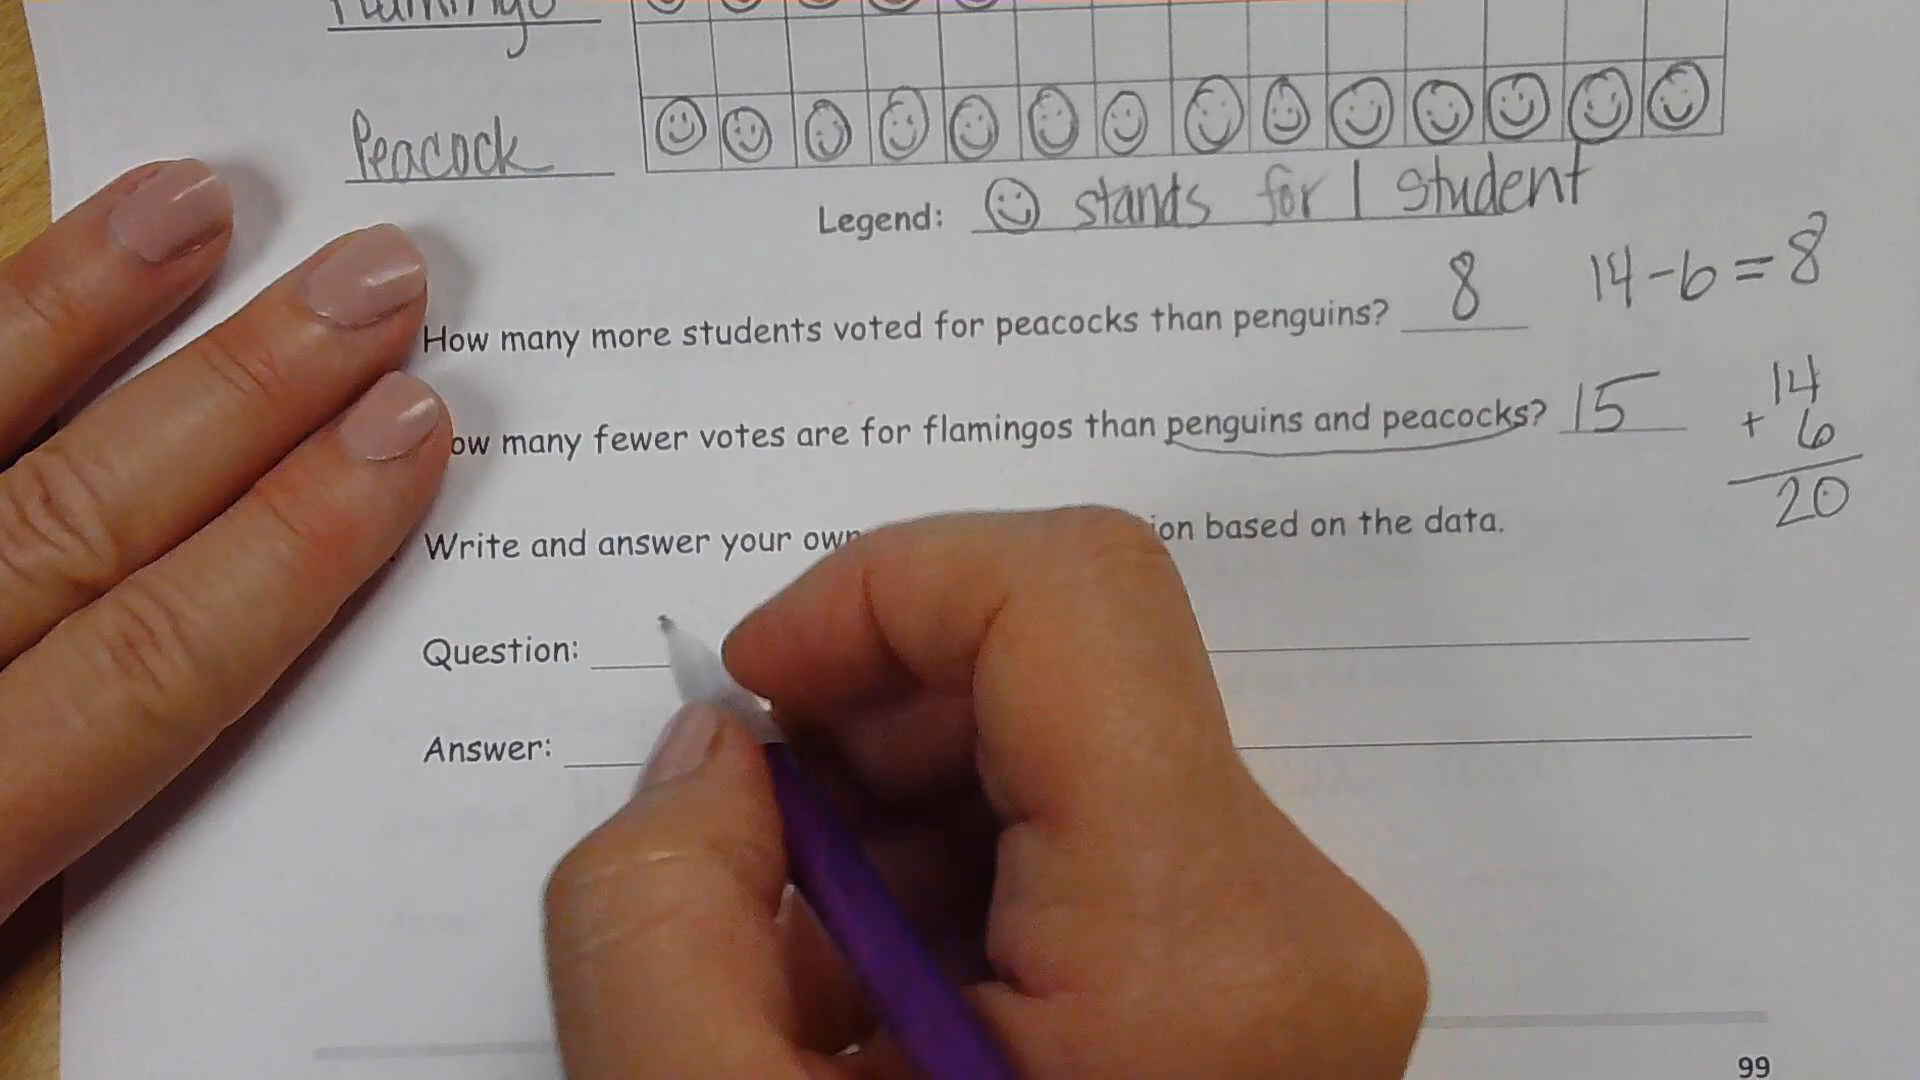 Flamingo
Peacock
Legend: stands for 1 student
How many more students voted for peacocks than penguins? 8 14-6=8
ow many fewer votes are for flamingos than penguins and peacocks? 15
14
+ 6
20
Write and answer your own ion based on the data.
Question:
Answer:
99